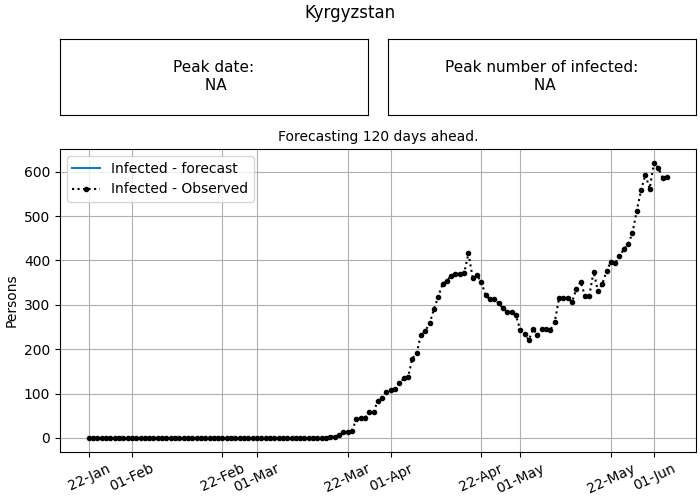 Kyrgyzstan
Peak date:
NA
Peak number of infected:
NA
Forecasting 120 days ahead.
Persons
600
500
400
300
200
100
0
Infected - forecast
Infected - Observed
22-Jan
01-Feb
22-Feb
01-Mar
22-Mar
01-Apr
22-Apr
01-May
22-May
01-Jun